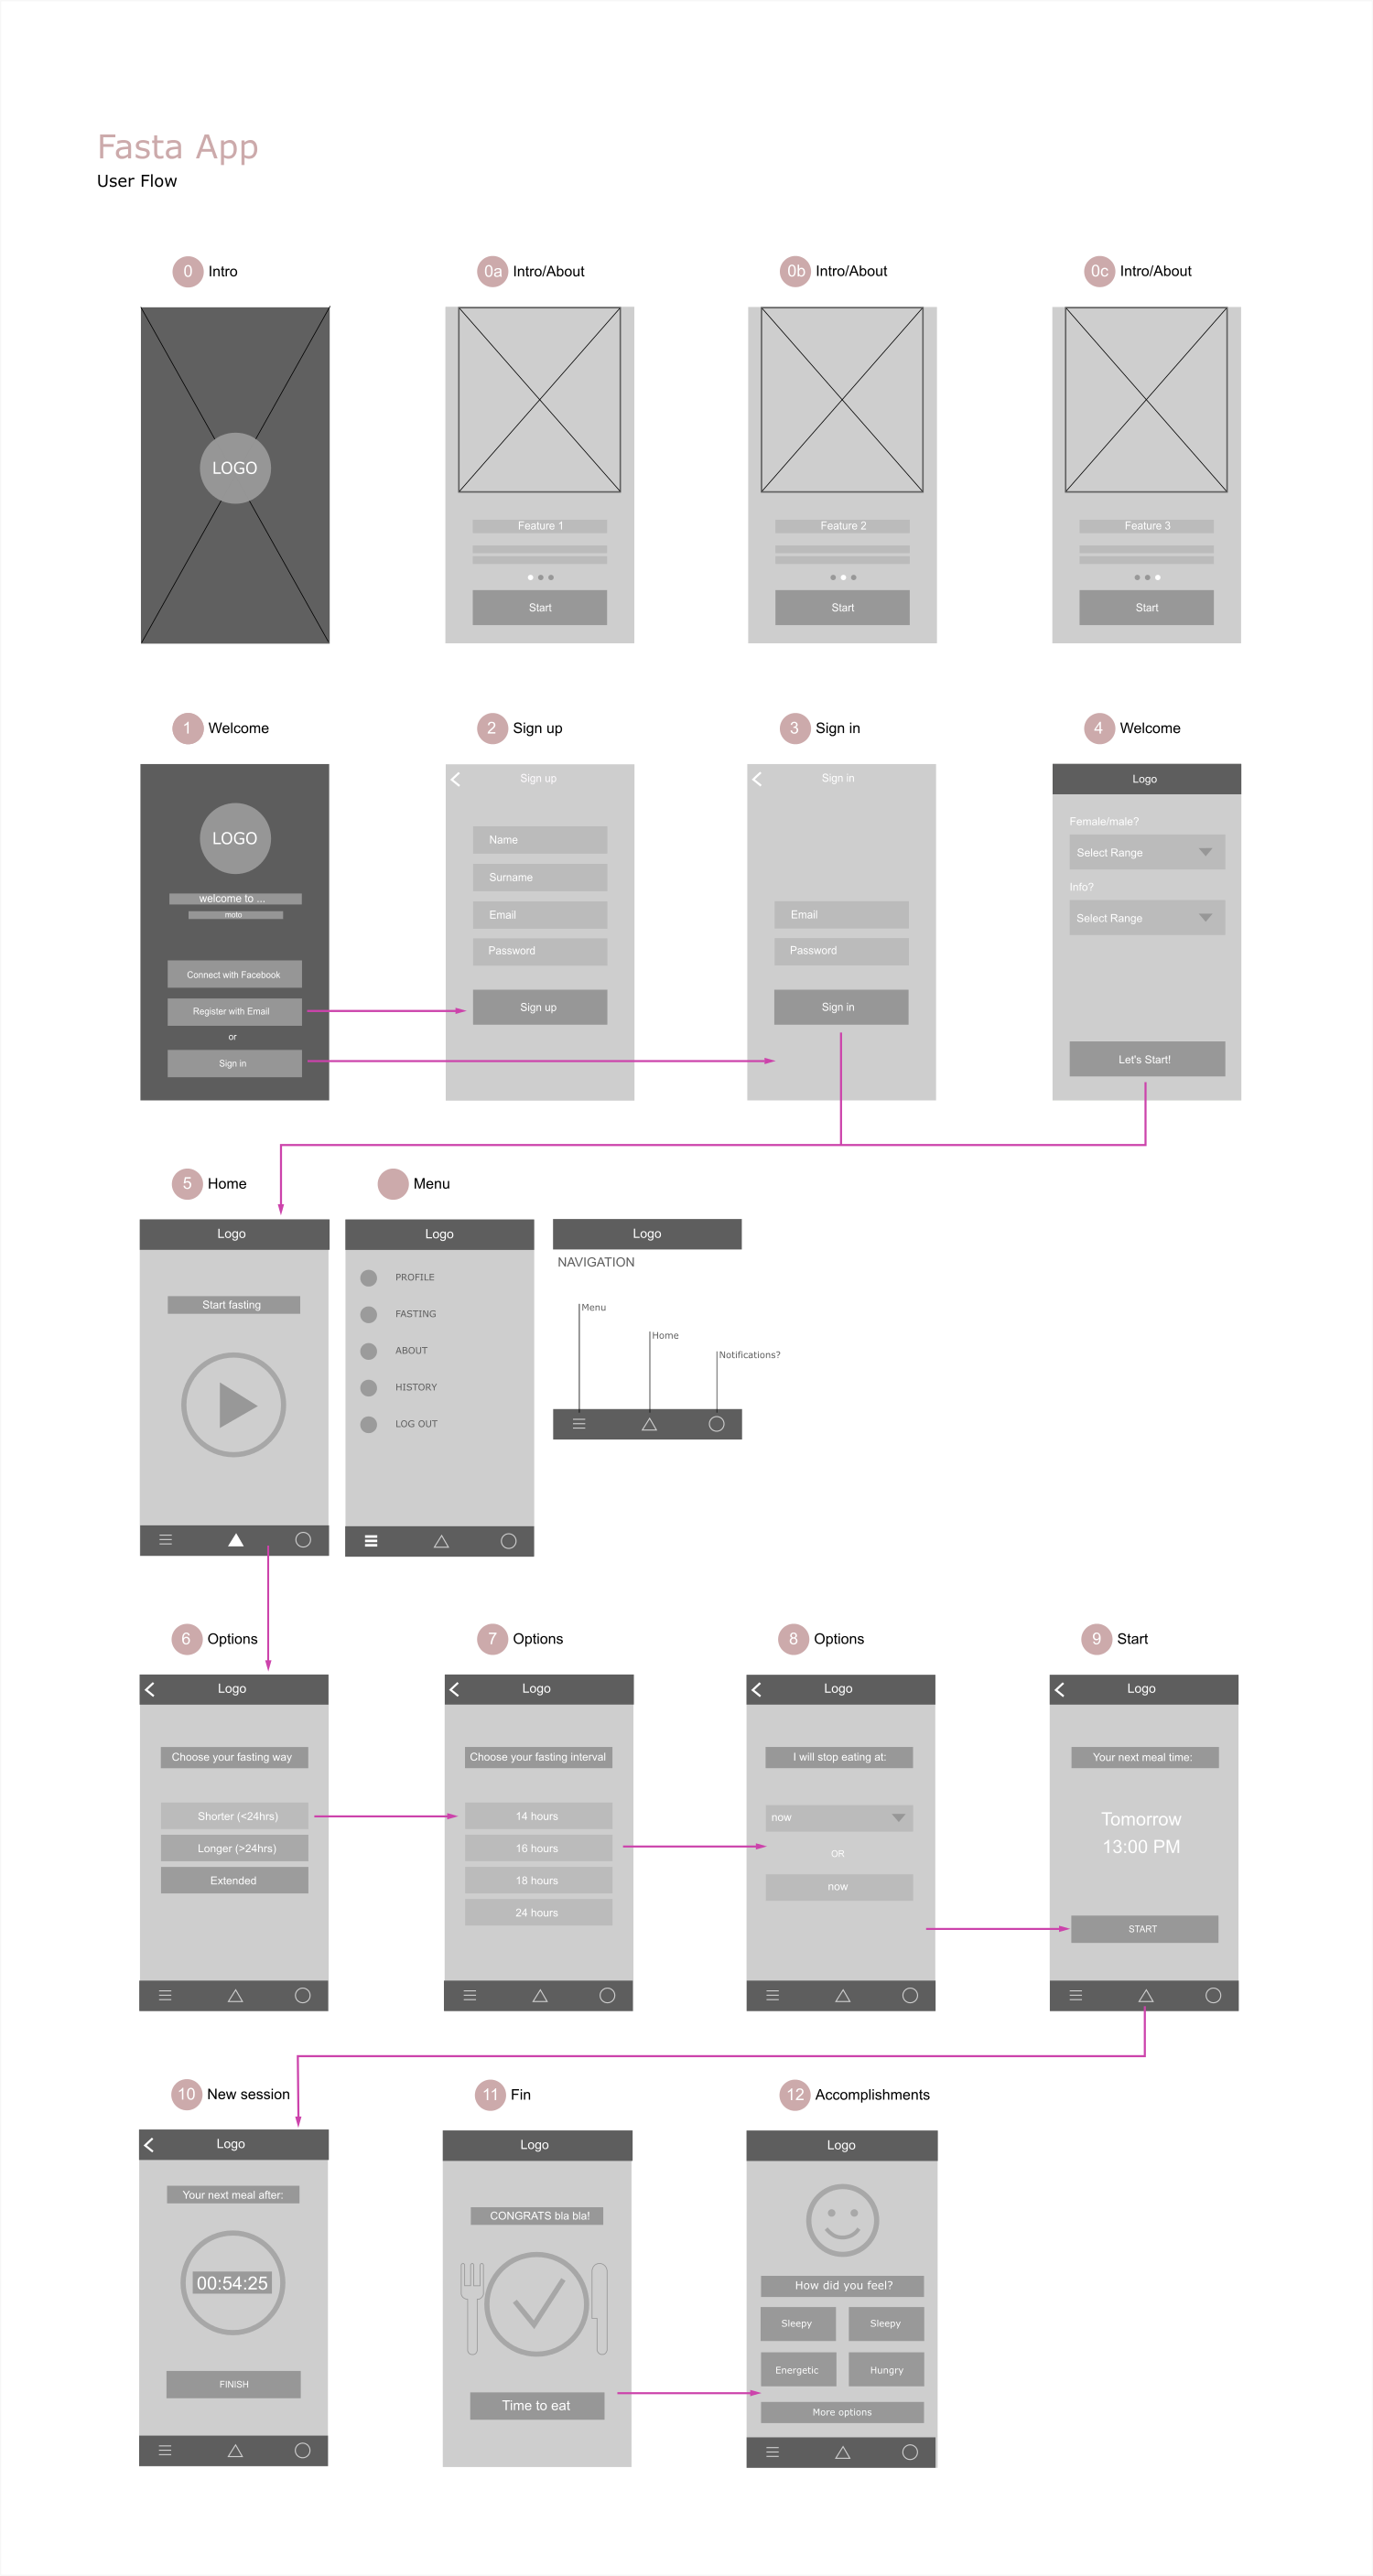 Fasta App
User Flow
0 Intro
0a Intro/About
0b Intro/About
0c Intro/About
LOGO
Feature 1
Start
Feature 2
Start
Feature 3
Start
1 Welcome
2 Sign up
3 Sign in
4 Welcome
LOGO
welcome to ...
moto
Connect with Facebook
Register with Email
or
Sign in
Sign up
Name
Surname
Email
Password
Sign up
Sign in
Email
Password
Sign in
Logo
Female/male?
Select Range
Info?
Select Range
Let's Start!
5 Home
Menu
Logo
Start fasting
Logo
PROFILE
FASTING
ABOUT
HISTORY
LOG OUT
Logo
NAVIGATION
Menu
Home
Notifications?
6 Options
7 Options
8 Options
9 Start
Logo
Choose your fasting way
Shorter (<24hrs)
Longer (>24hrs)
Extended
Logo
Choose your fasting interval
14 hours
16 hours
18 hours
24 hours
Logo
I will stop eating at:
now
OR
now
Logo
Your next meal time:
Tomorrow
13:00 PM
START
10 New session
11 Fin
12 Accomplishments
Logo
Your next meal after:
00:54:25
FINISH
Logo
CONGRATS bla bla!
Time to eat
Logo
How did you feel?
Sleepy
Sleepy
Energetic
Hungry
More options